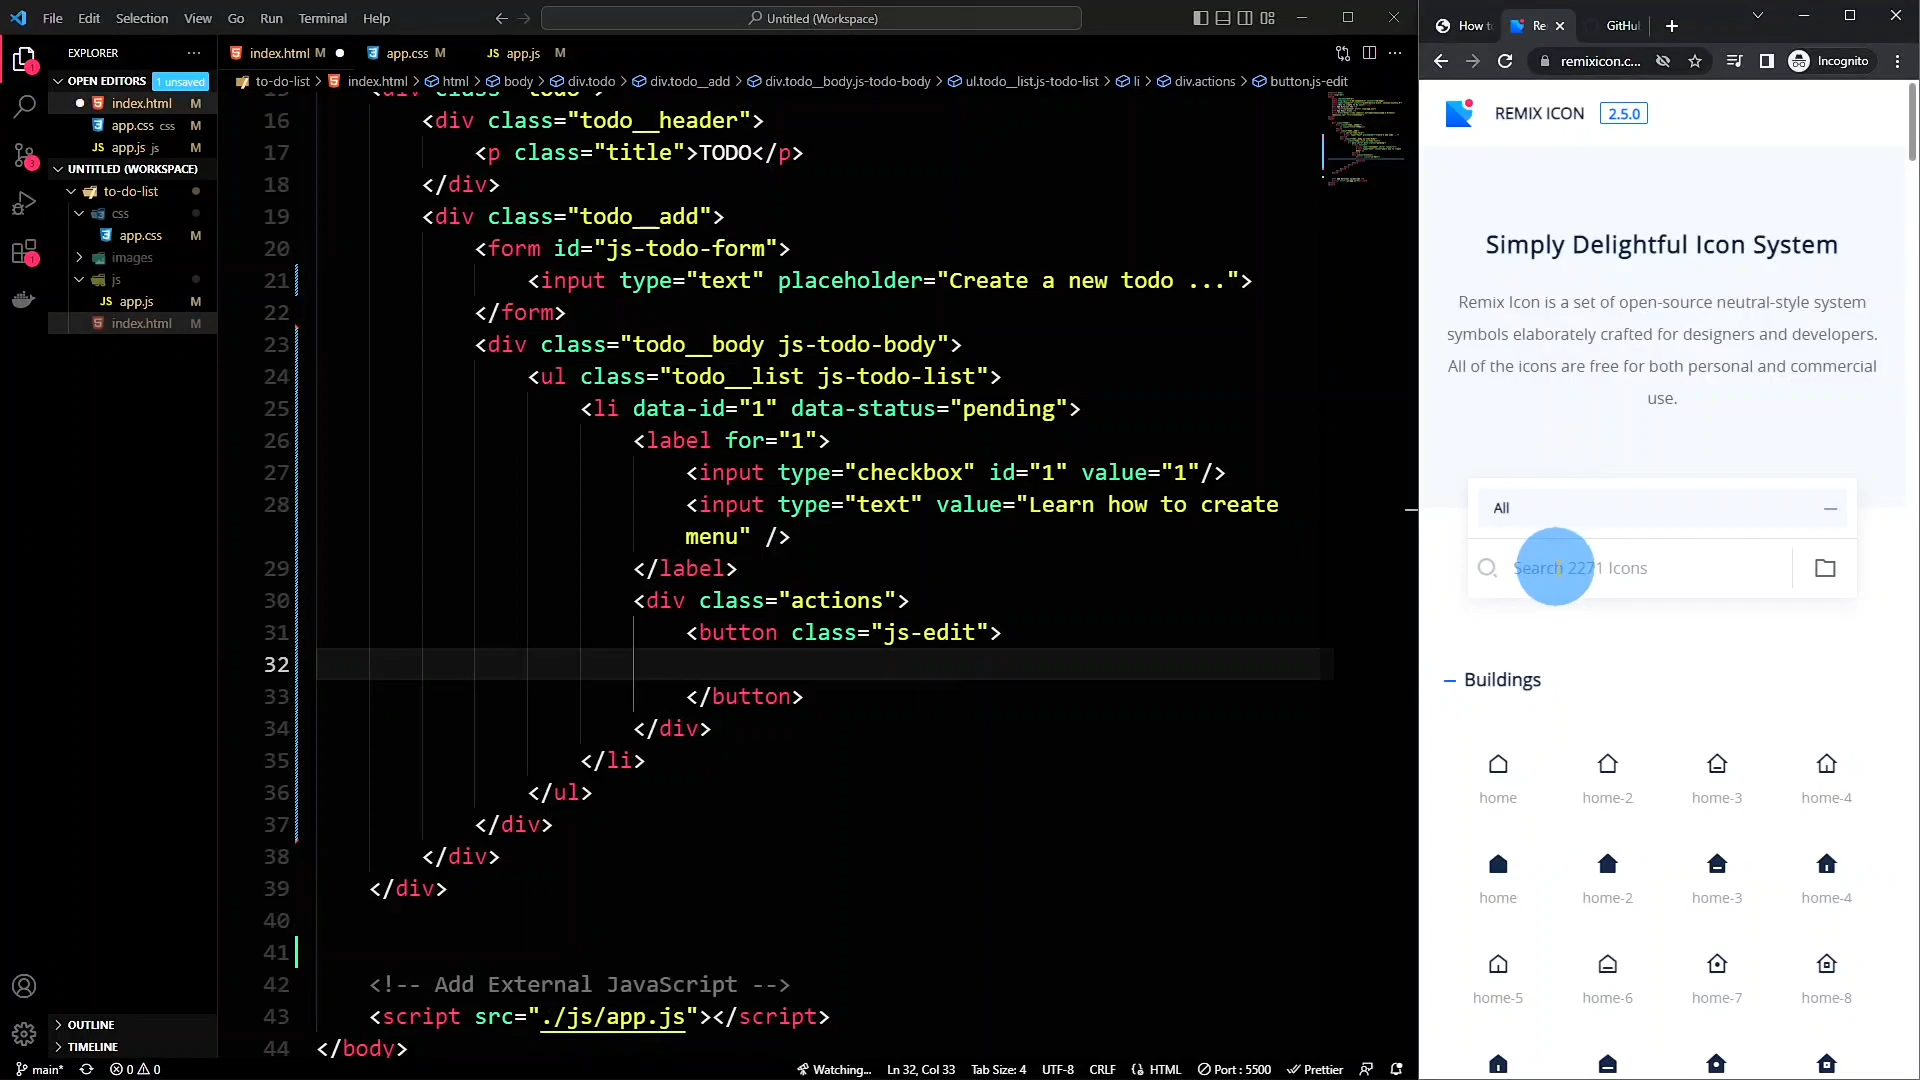 File Edit Selection View Go Run Terminal Help
Untitled (Workspace)
EXPLORER
OPEN EDITORS 1 unsaved
index.html M
app.css css M
app.js js M
UNTITLED (WORKSPACE)
to-do-list
css
app.css M
images
js
app.js M
index.html M
OUTLINE
TIMELINE
index.html M
app.css M
app.js M
to-do-list > index.html > html > body > div.todo > div.todo__add > div.todo__body.js-todo-body > ul.todo__list.js-todo-list > li > div.actions > button.js-edit
16 <div class="todo__header">
17 <p class="title">TODO</p>
18 </div>
19 <div class="todo__add">
20 <form id="js-todo-form">
21 <input type="text" placeholder="Create a new todo ...">
22 </form>
23 <div class="todo__body js-todo-body">
24 <ul class="todo__list js-todo-list">
25 <li data-id="1" data-status="pending">
26 <label for="1">
27 <input type="checkbox" id="1" value="1"/>
28 <input type="text" value="Learn how to create
menu" />
29 </label>
30 <div class="actions">
31 <button class="js-edit">
32
33 </button>
34 </div>
35 </li>
36 </ul>
37 </div>
38 </div>
39 </div>
40
41
42 <!-- Add External JavaScript -->
43 <script src="./js/app.js"></script>
44 </body>
main* 0 0
Watching... Ln 32, Col 33 Tab Size: 4 UTF-8 CRLF HTML Port : 5500 Prettier
How to
Re
GitHul
remixicon.c... Incognito
REMIX ICON 2.5.0
Simply Delightful Icon System
Remix Icon is a set of open-source neutral-style system
symbols elaborately crafted for designers and developers.
All of the icons are free for both personal and commercial
use.
All
Search 2271 Icons
Buildings
home home-2 home-3 home-4
home home-2 home-3 home-4
home-5 home-6 home-7 home-8